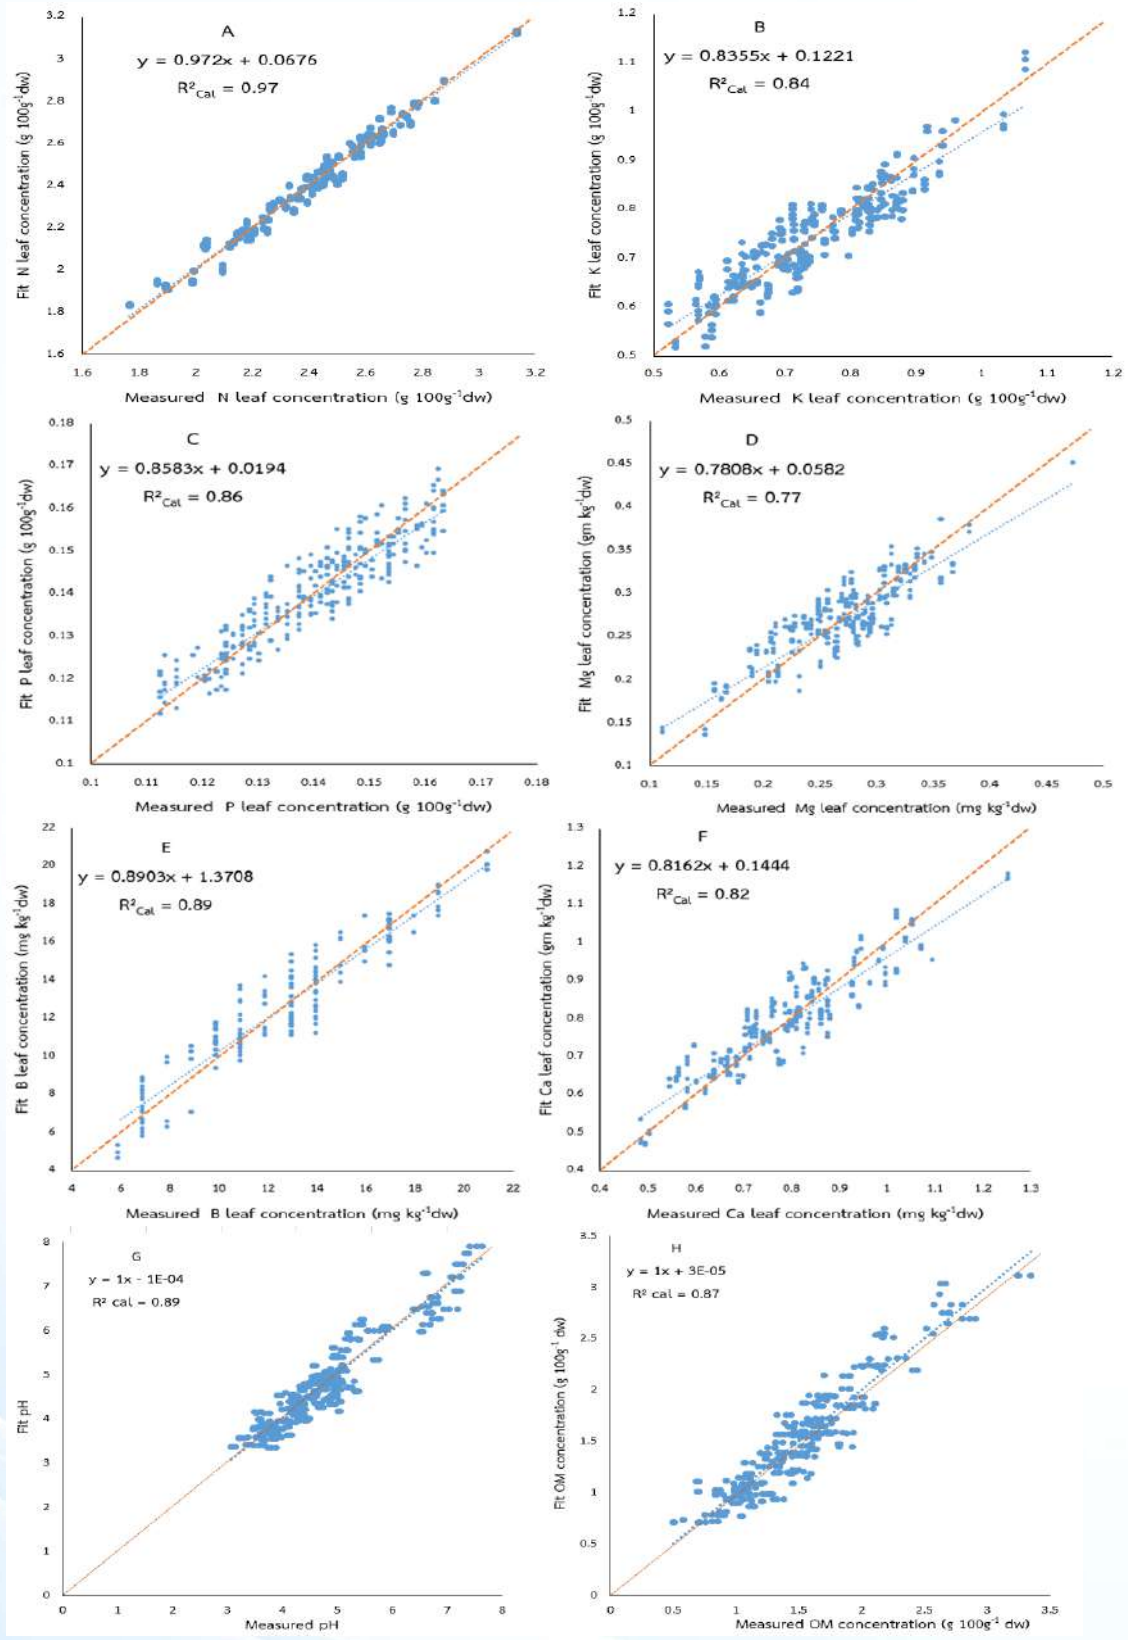 A
y = 0.972x + 0.0676
R²Cal = 0.97
Fit N leaf concentration (g 100g⁻¹dw)
3.2
3
2.8
2.6
2.4
2.2
2
1.8
1.6
1.6 1.8 2 2.2 2.4 2.6 2.8 3 3.2
Measured N leaf concentration (g 100g⁻¹dw)
B
y = 0.8355x + 0.1221
R²Cal = 0.84
Fit K leaf concentration (g 100g⁻¹dw)
1.2
1.1
1
0.9
0.8
0.7
0.6
0.5
0.5 0.6 0.7 0.8 0.9 1 1.1 1.2
Measured K leaf concentration (g 100g⁻¹dw)
C
y = 0.8583x + 0.0194
R²Cal = 0.86
Fit P leaf concentration (g 100g⁻¹dw)
0.18
0.17
0.16
0.15
0.14
0.13
0.12
0.11
0.1
0.1 0.11 0.12 0.13 0.14 0.15 0.16 0.17 0.18
Measured P leaf concentration (g 100g⁻¹dw)
D
y = 0.7808x + 0.0582
R²Cal = 0.77
Fit Mg leaf concentration (gm kg⁻¹dw)
0.5
0.45
0.4
0.35
0.3
0.25
0.2
0.15
0.1
0.1 0.15 0.2 0.25 0.3 0.35 0.4 0.45 0.5
Measured Mg leaf concentration (mg kg⁻¹dw)
E
y = 0.8903x + 1.3708
R²Cal = 0.89
Fit B leaf concentration (mg kg⁻¹dw)
22
20
18
16
14
12
10
8
6
4
4 6 8 10 12 14 16 18 20 22
Measured B leaf concentration (mg kg⁻¹dw)
F
y = 0.8162x + 0.1444
R²Cal = 0.82
Fit Ca leaf concentration (gm kg⁻¹dw)
1.3
1.2
1.1
1
0.9
0.8
0.7
0.6
0.5
0.4
0.4 0.5 0.6 0.7 0.8 0.9 1 1.1 1.2 1.3
Measured Ca leaf concentration (mg kg⁻¹dw)
G
y = 1x - 1E-04
R² cal = 0.89
Fit pH
8
7
6
5
4
3
2
1
0
0 1 2 3 4 5 6 7 8
Measured pH
H
y = 1x + 3E-05
R² cal = 0.87
Fit OM concentration (g 100g⁻¹ dw)
3.5
3
2.5
2
1.5
1
0.5
0
0 0.5 1 1.5 2 2.5 3 3.5
Measured OM concentration (g 100g⁻¹ dw)